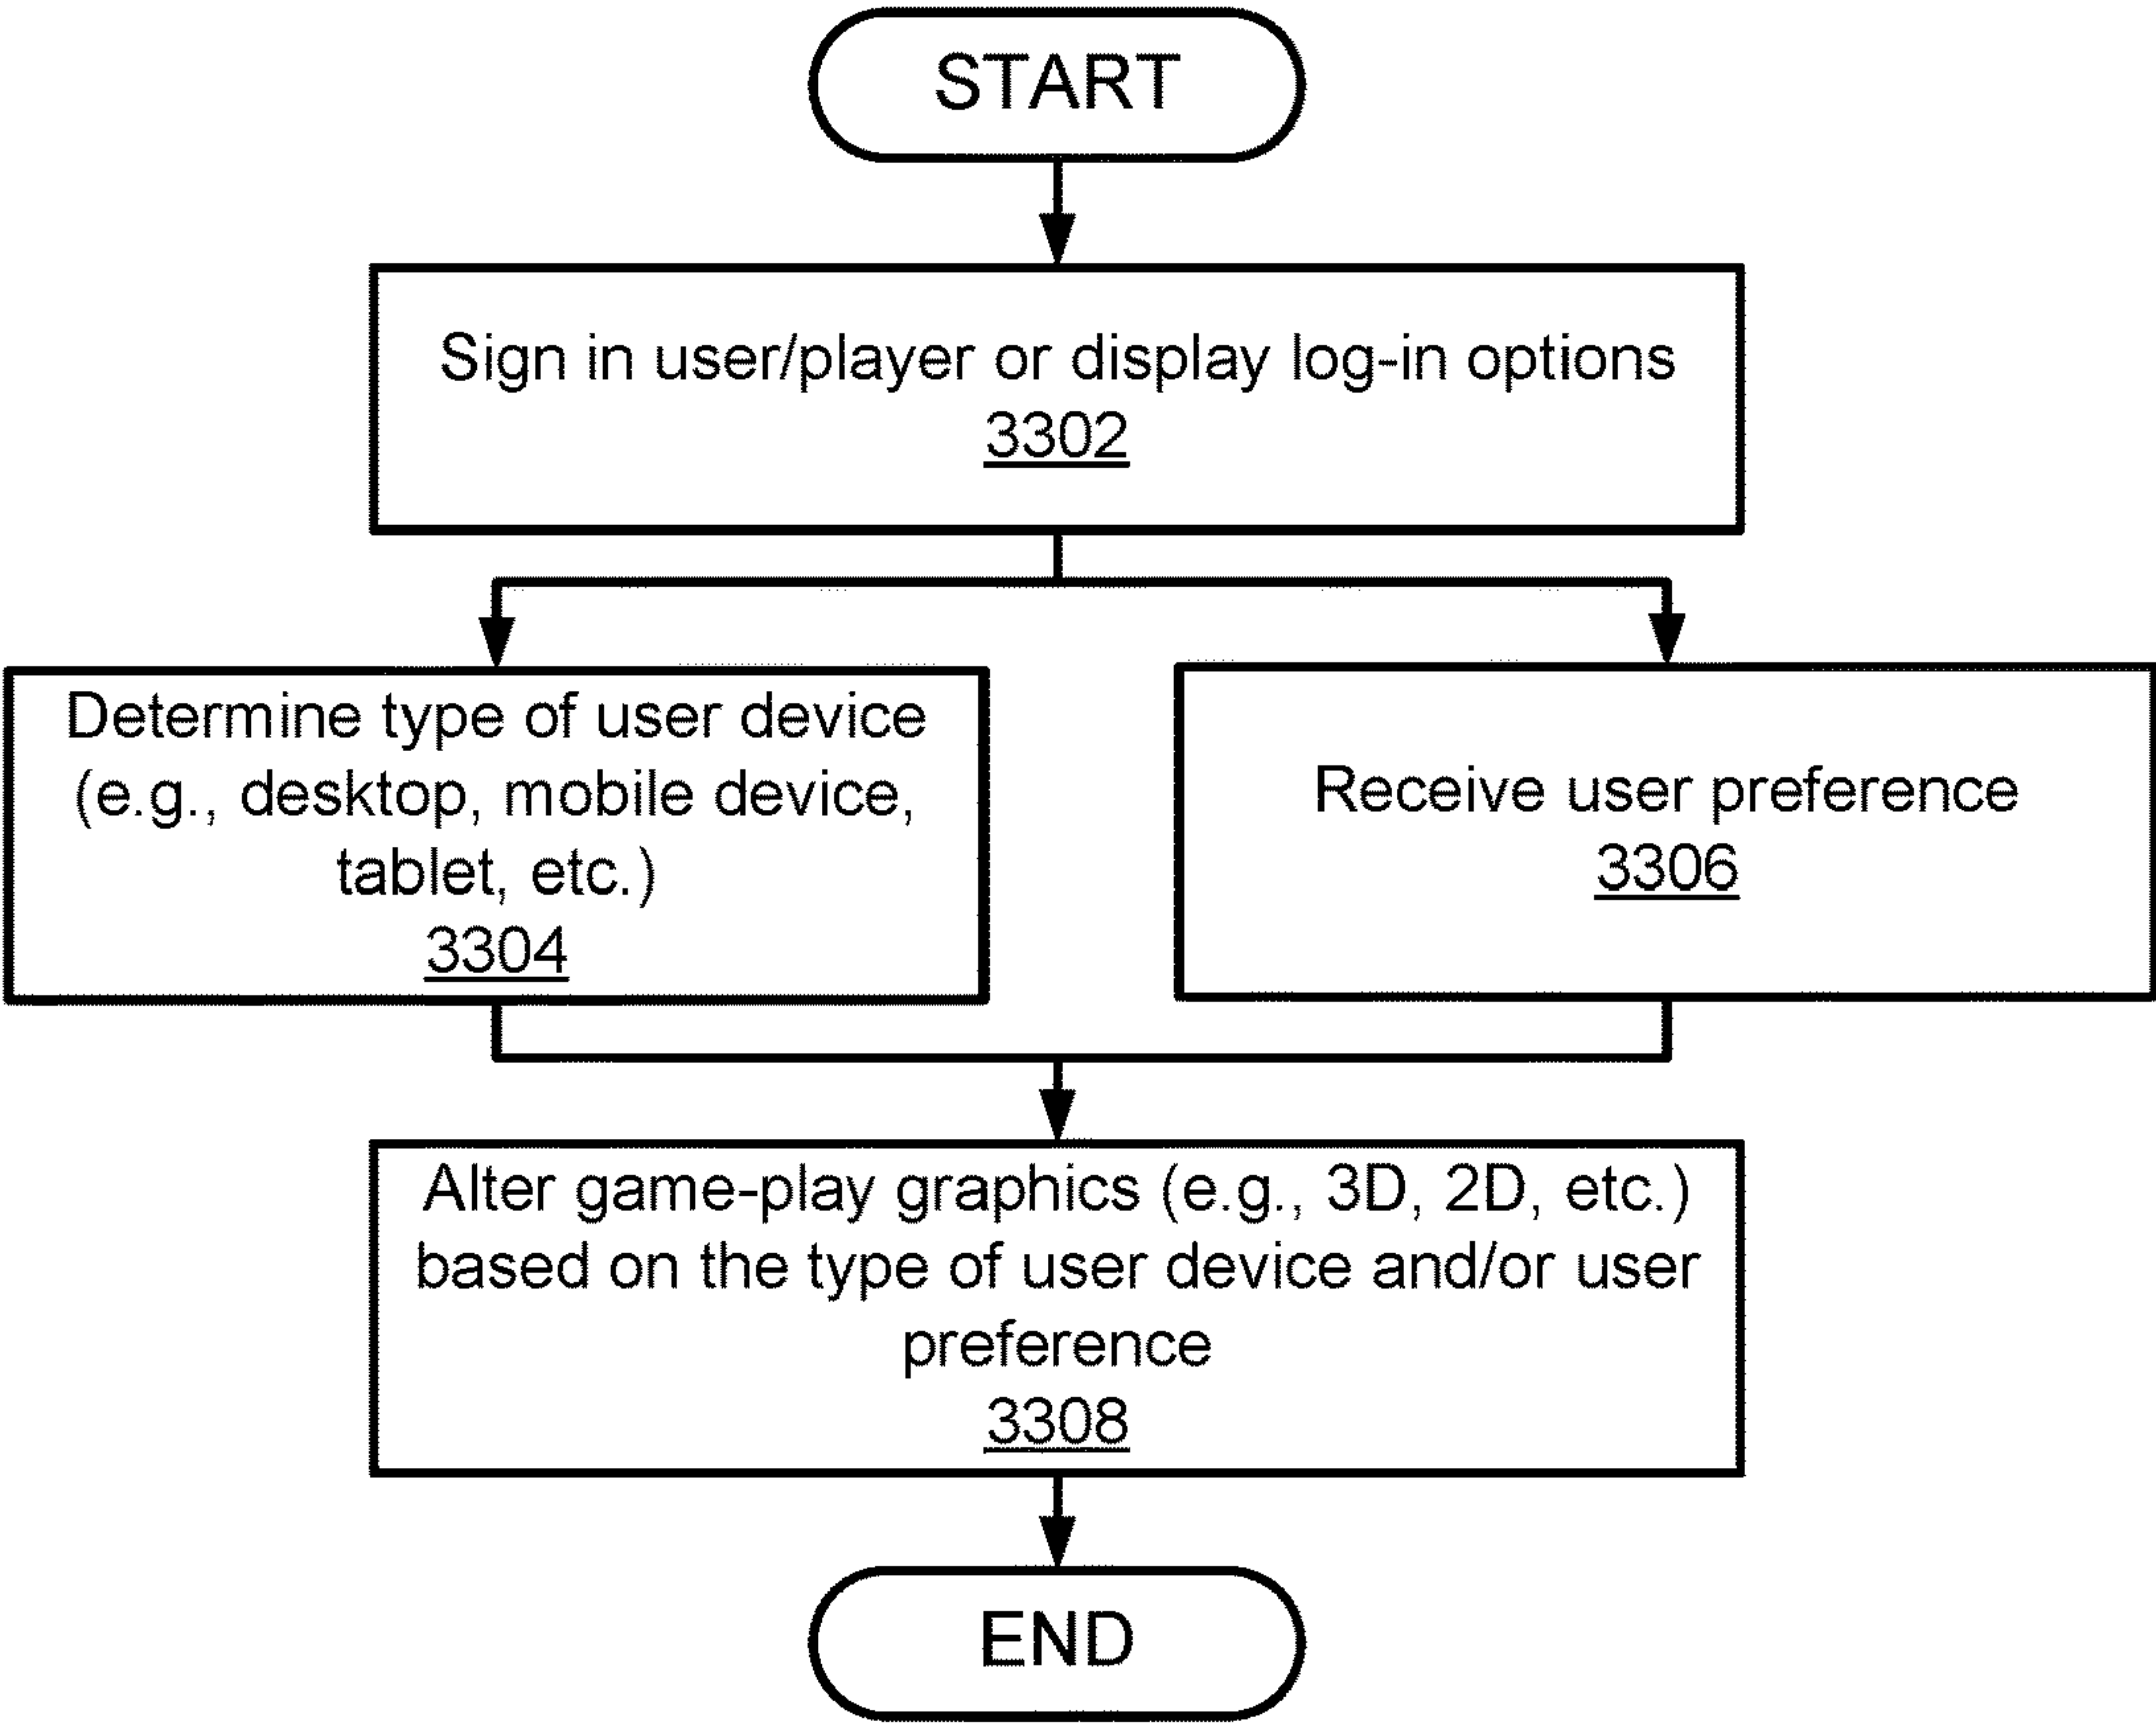 START
Sign in user/player or display log-in options
3302
Determine type of user device
(e.g., desktop, mobile device,
tablet, etc.)
3304
Receive user preference
3306
Alter game-play graphics (e.g., 3D, 2D, etc.)
based on the type of user device and/or user
preference
3308
END